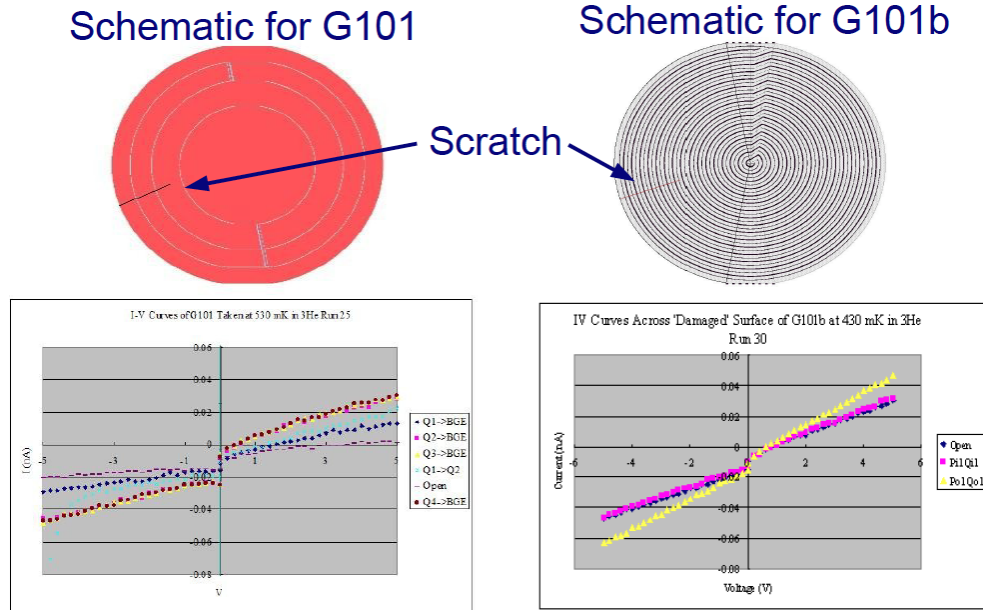 Schematic for G101
Schematic for G101b
Scratch
I-V Curves of G101 Taken at 530 mK in 3He Run 25
0.06
0.04
0.02
0
-0.02
-0.04
-0.06
-0.08
-5
-3
-1
1
3
5
I (nA)
V
Q1->BGE
Q2->BGE
Q3->BGE
Q1->Q2
Open
Q4->BGE
IV Curves Across 'Damaged' Surface of G101b at 430 mK in 3He
Run 30
0.06
0.04
0.02
0
-0.02
-0.04
-0.06
-0.08
-6
-4
-2
0
2
4
6
Current (nA)
Voltage (V)
Open
Pi1Qi1
Po1Qo1